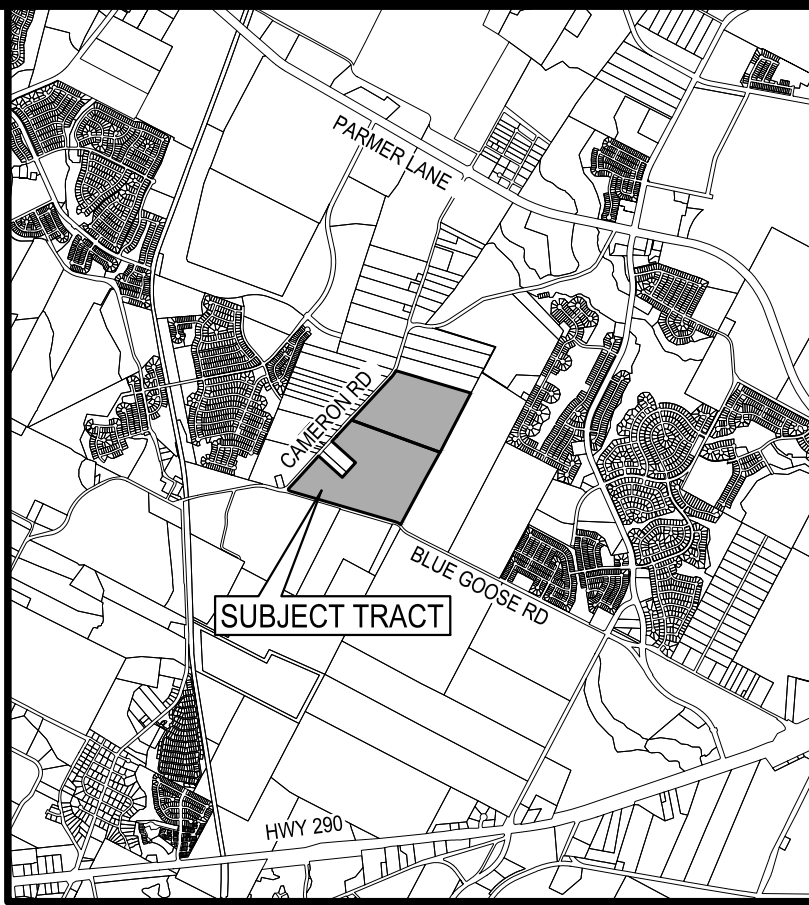 PARMER LANE
CAMERON RD
BLUE GOOSE RD
SUBJECT TRACT
HWY 290